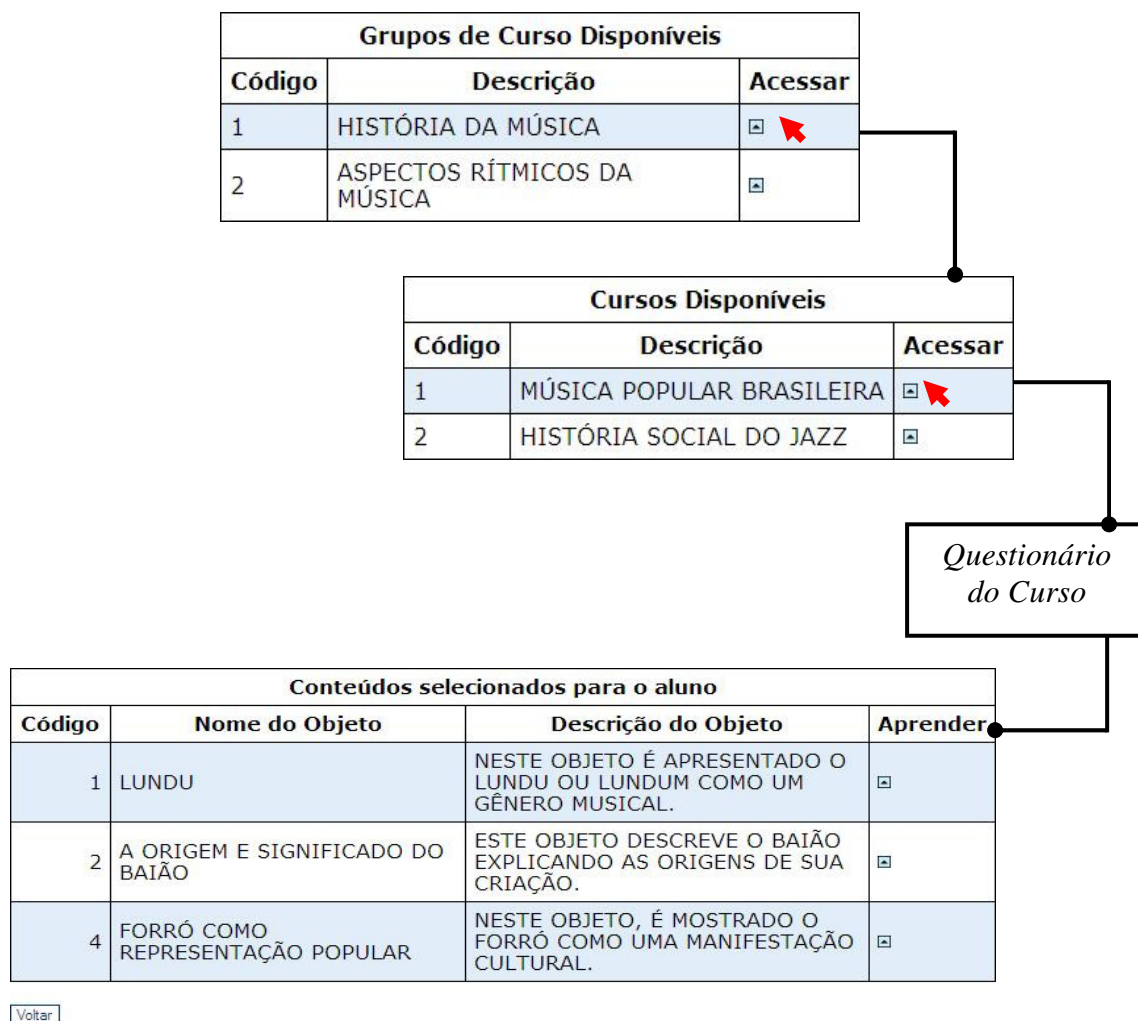 Grupos de Curso Disponíveis
Código Descrição Acessar
1 HISTÓRIA DA MÚSICA
2 ASPECTOS RÍTMICOS DA
MÚSICA
Cursos Disponíveis
Código Descrição Acessar
1 MÚSICA POPULAR BRASILEIRA
2 HISTÓRIA SOCIAL DO JAZZ
Questionário
do Curso
Conteúdos selecionados para o aluno
Código Nome do Objeto Descrição do Objeto Aprender
1 LUNDU NESTE OBJETO É APRESENTADO O
LUNDU OU LUNDUM COMO UM
GÊNERO MUSICAL.
2 A ORIGEM E SIGNIFICADO DO
BAIÃO
ESTE OBJETO DESCREVE O BAIÃO
EXPLICANDO AS ORIGENS DE SUA
CRIAÇÃO.
4 FORRÓ COMO
REPRESENTAÇÃO POPULAR
NESTE OBJETO, É MOSTRADO O
FORRÓ COMO UMA MANIFESTAÇÃO
CULTURAL.
Voltar